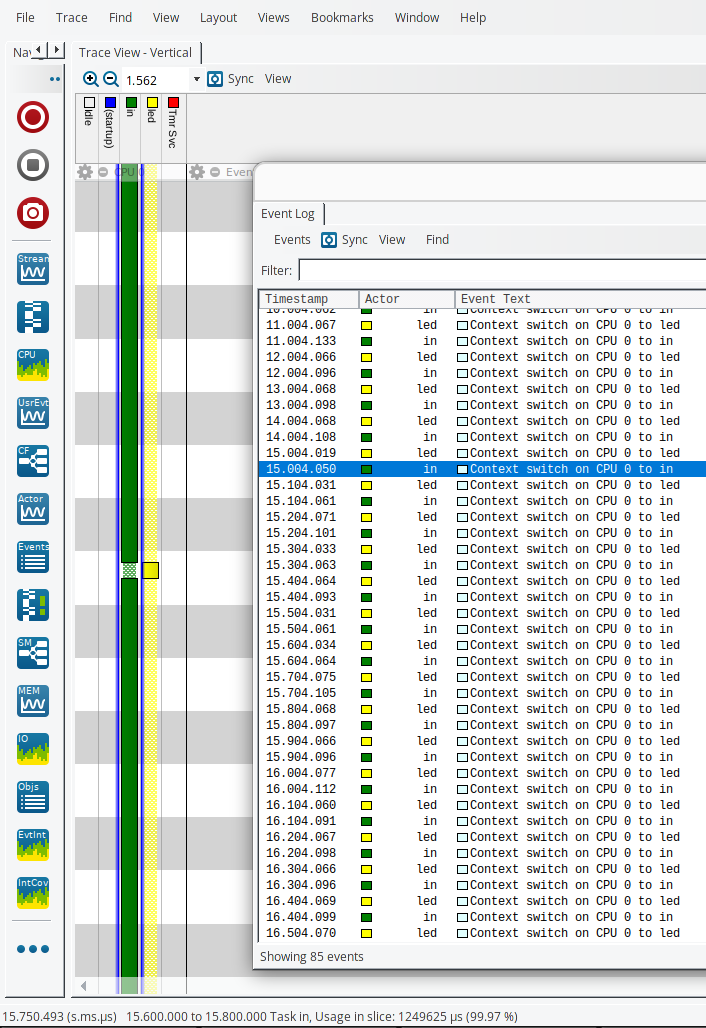 File Trace Find View Layout Views Bookmarks Window Help
Trace View - Vertical
1.562 Sync View
Idle
(startup)
in
led
Tmr Svc
CPU 0
Even
Stream
CPU
UsrEvt
CF
Actor
Events
SM
MEM
IO
Objs
EvtInt
IntCov
Event Log
Events Sync View Find
Filter:
Timestamp Actor Event Text
10.004.062 in Context switch on CPU 0 to in
11.004.067 led Context switch on CPU 0 to led
11.004.133 in Context switch on CPU 0 to in
12.004.066 led Context switch on CPU 0 to led
12.004.096 in Context switch on CPU 0 to in
13.004.068 led Context switch on CPU 0 to led
13.004.098 in Context switch on CPU 0 to in
14.004.068 led Context switch on CPU 0 to led
14.004.108 in Context switch on CPU 0 to in
15.004.019 led Context switch on CPU 0 to led
15.004.050 in Context switch on CPU 0 to in
15.104.031 led Context switch on CPU 0 to led
15.104.061 in Context switch on CPU 0 to in
15.204.071 led Context switch on CPU 0 to led
15.204.101 in Context switch on CPU 0 to in
15.304.033 led Context switch on CPU 0 to led
15.304.063 in Context switch on CPU 0 to in
15.404.064 led Context switch on CPU 0 to led
15.404.093 in Context switch on CPU 0 to in
15.504.031 led Context switch on CPU 0 to led
15.504.061 in Context switch on CPU 0 to in
15.604.034 led Context switch on CPU 0 to led
15.604.064 in Context switch on CPU 0 to in
15.704.075 led Context switch on CPU 0 to led
15.704.105 in Context switch on CPU 0 to in
15.804.068 led Context switch on CPU 0 to led
15.804.097 in Context switch on CPU 0 to in
15.904.066 led Context switch on CPU 0 to led
15.904.096 in Context switch on CPU 0 to in
16.004.077 led Context switch on CPU 0 to led
16.004.112 in Context switch on CPU 0 to in
16.104.060 led Context switch on CPU 0 to led
16.104.091 in Context switch on CPU 0 to in
16.204.067 led Context switch on CPU 0 to led
16.204.098 in Context switch on CPU 0 to in
16.304.066 led Context switch on CPU 0 to led
16.304.096 in Context switch on CPU 0 to in
16.404.069 led Context switch on CPU 0 to led
16.404.099 in Context switch on CPU 0 to in
16.504.070 led Context switch on CPU 0 to led
Showing 85 events
15.750.493 (s.ms.µs) 15.600.000 to 15.800.000 Task in, Usage in slice: 1249625 µs (99.97 %)